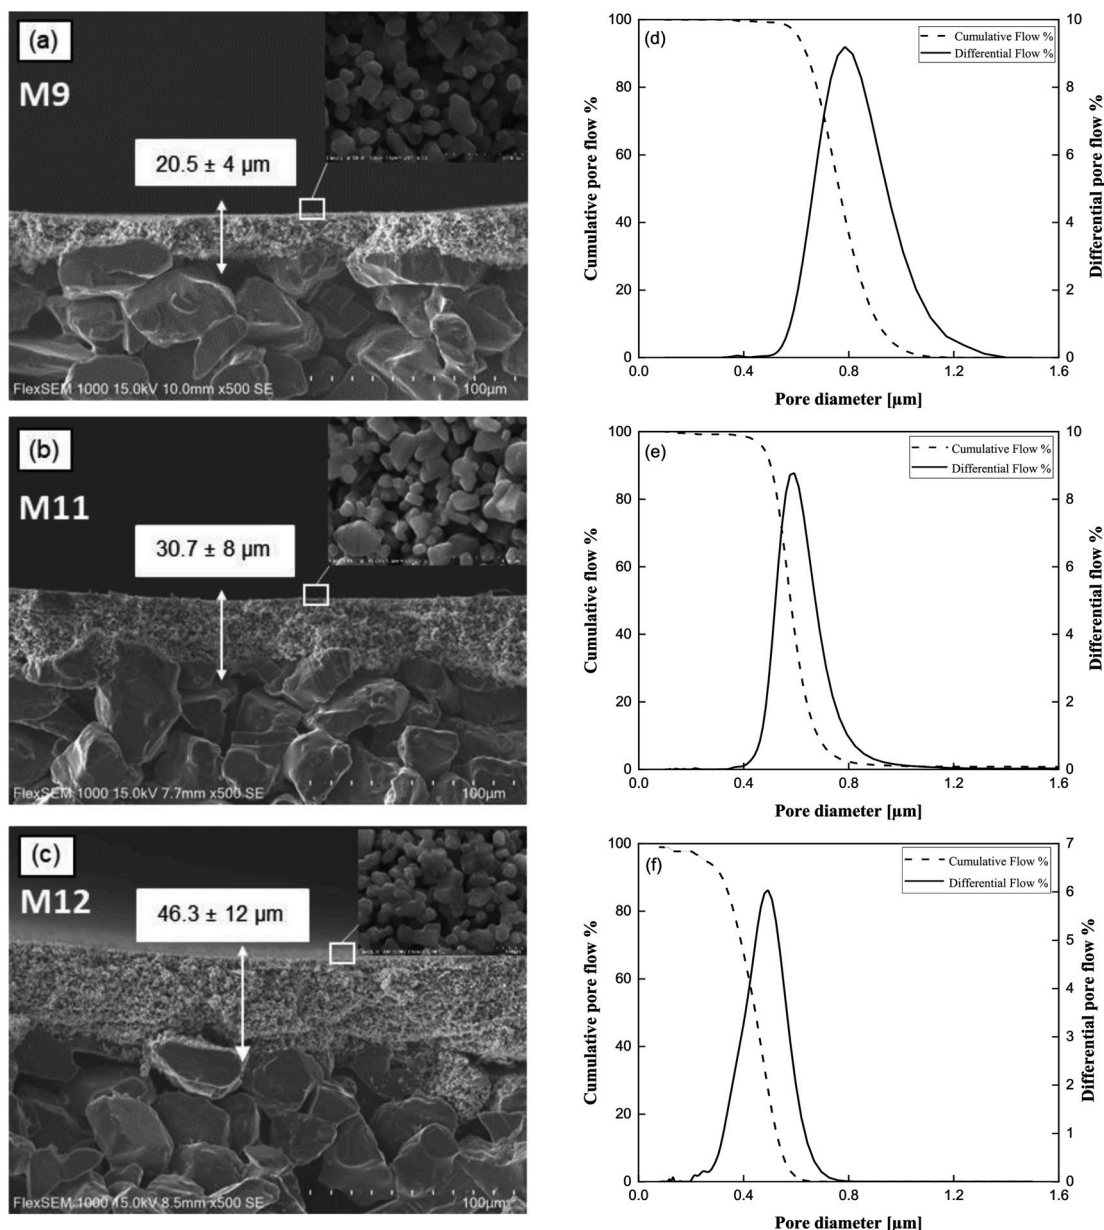 (a)
M9
20.5 ± 4 µm
FlexSEM 1000 15.0kV 10.0mm x500 SE
100µm
(d)
Cumulative Flow %
Differential Flow %
Cumulative pore flow %
Differential pore flow %
100
80
60
40
20
0
10
8
6
4
2
0
0.0 0.4 0.8 1.2 1.6
Pore diameter [µm]
(b)
M11
30.7 ± 8 µm
FlexSEM 1000 15.0kV 7.7mm x500 SE
100µm
(e)
Cumulative Flow %
Differential Flow %
Cumulative flow %
Differential flow %
100
80
60
40
20
0
10
8
6
4
2
0
0.0 0.4 0.8 1.2 1.6
Pore diameter [µm]
(c)
M12
46.3 ± 12 µm
FlexSEM 1000 15.0kV 8.5mm x500 SE
100µm
(f)
Cumulative Flow %
Differential Flow %
Cumulative pore flow %
Differential pore flow %
100
80
60
40
20
0
7
6
5
4
3
2
1
0
0.0 0.4 0.8 1.2 1.6
Pore diameter [µm]